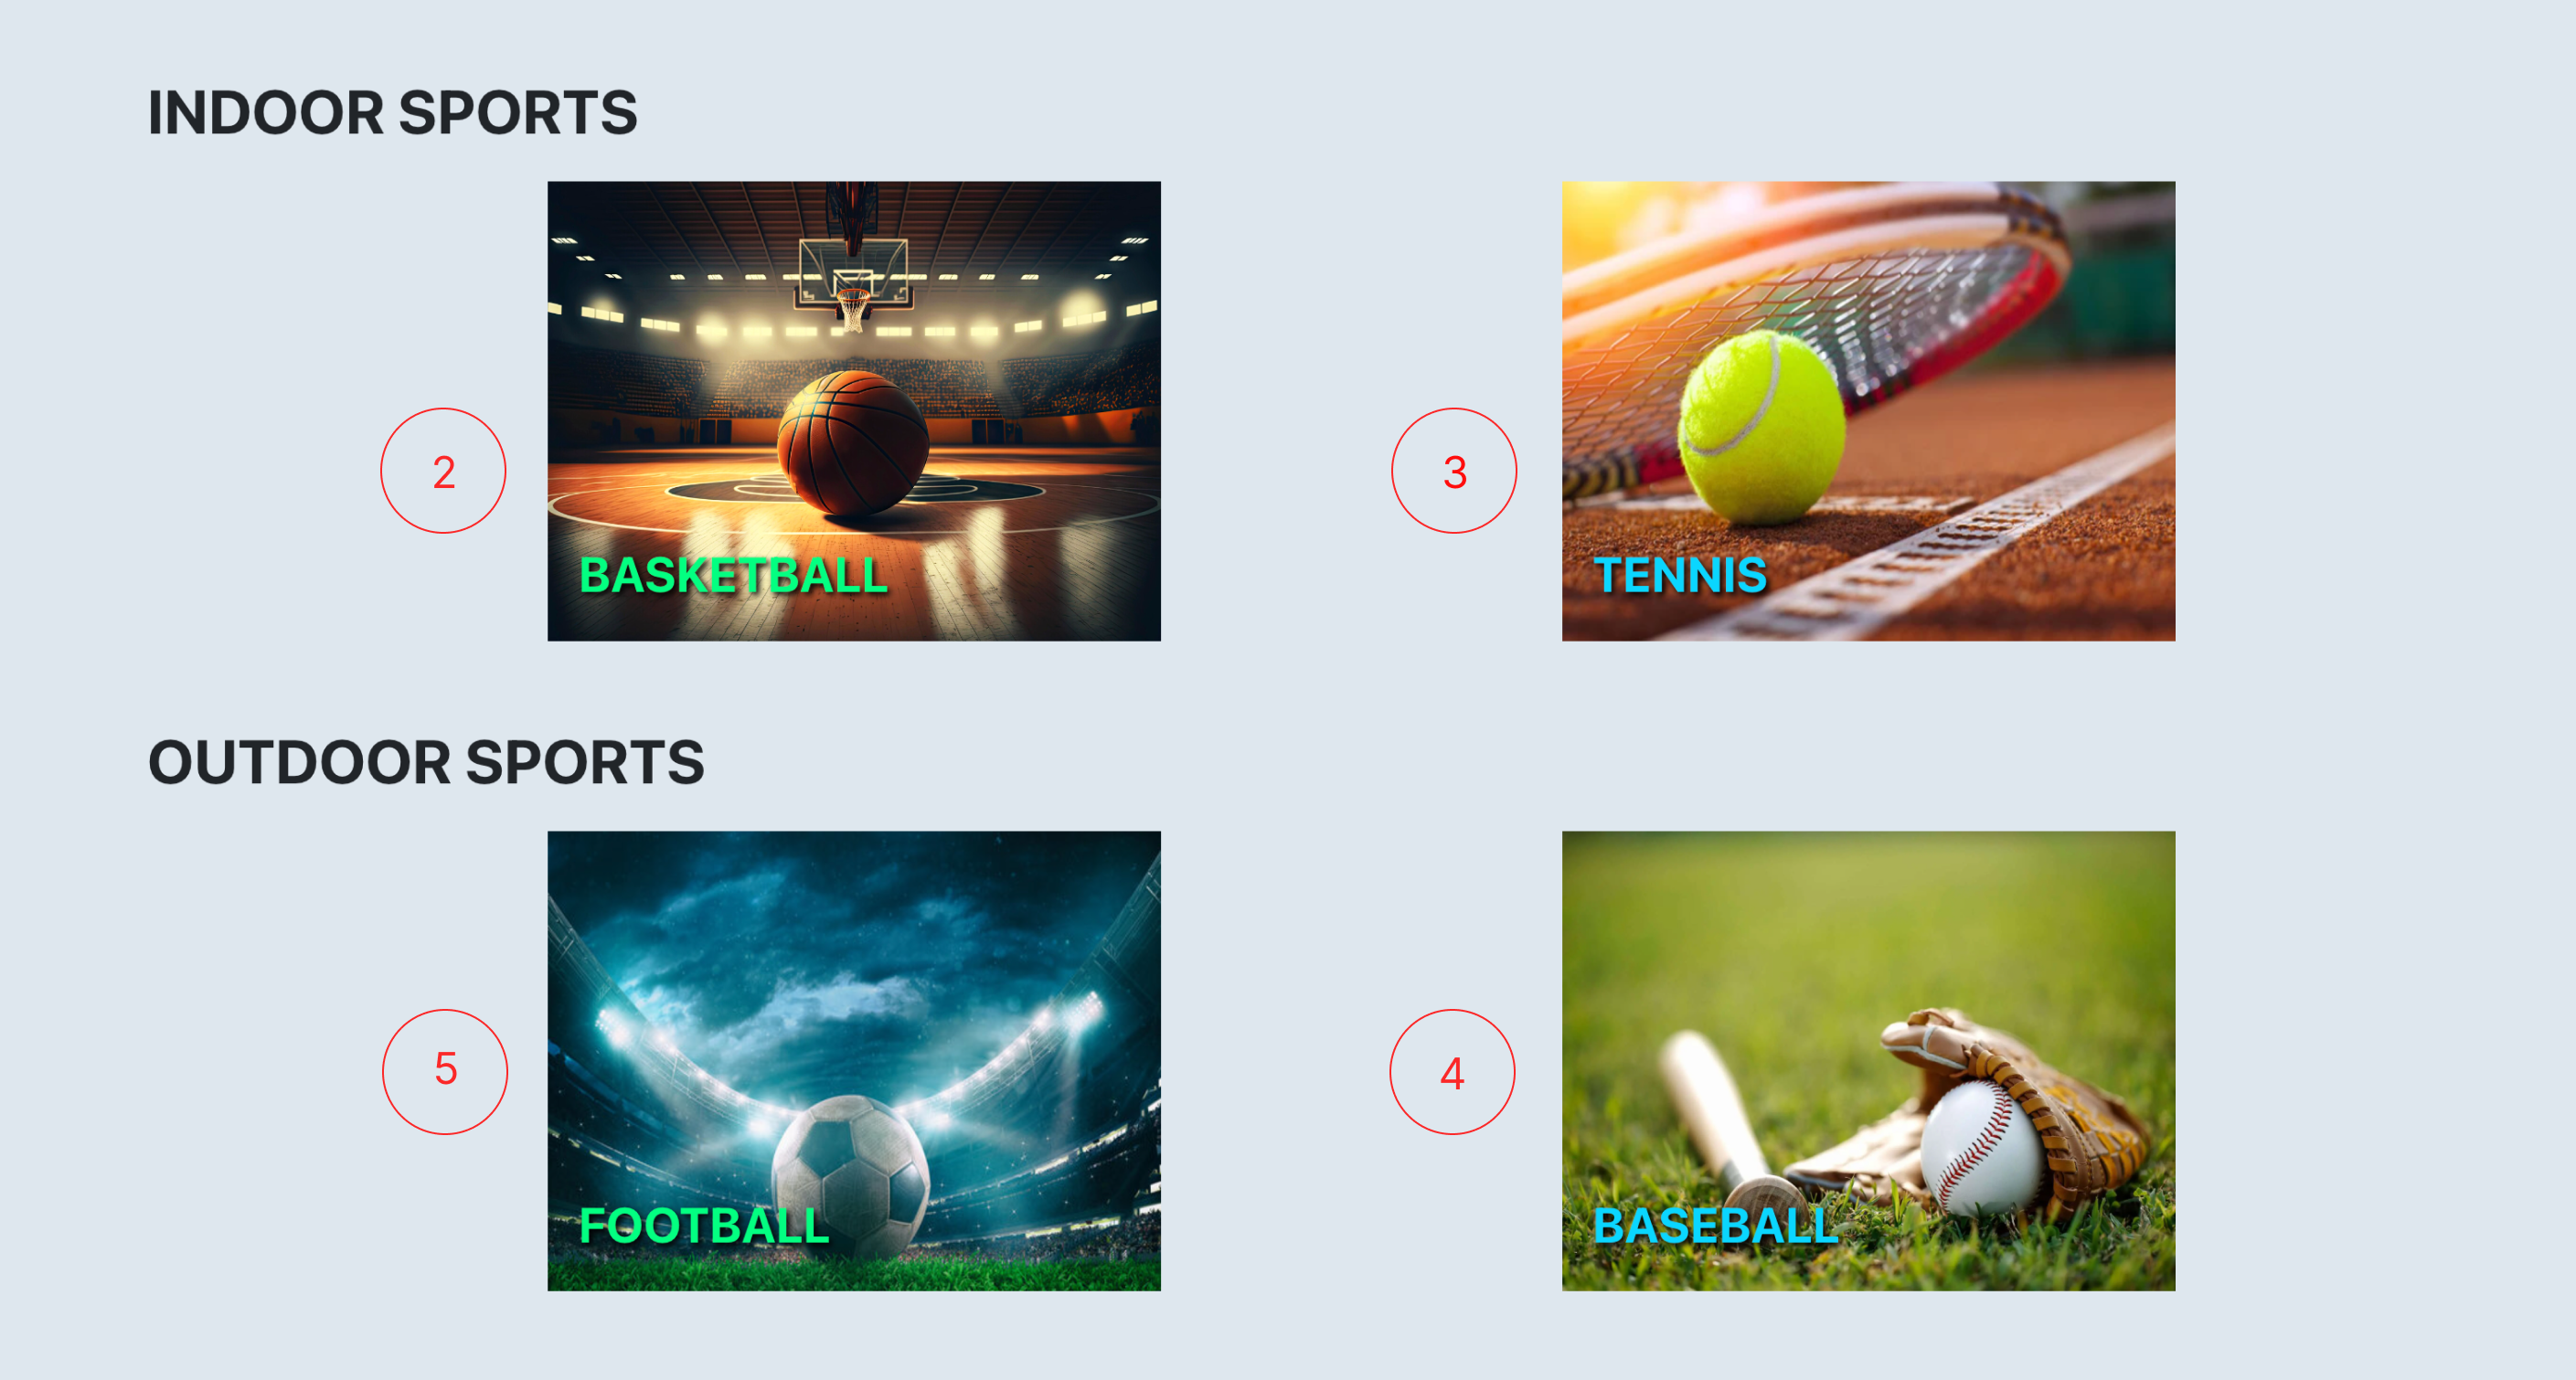 INDOOR SPORTS
2
BASKETBALL
3
TENNIS
OUTDOOR SPORTS
5
FOOTBALL
4
BASEBALL